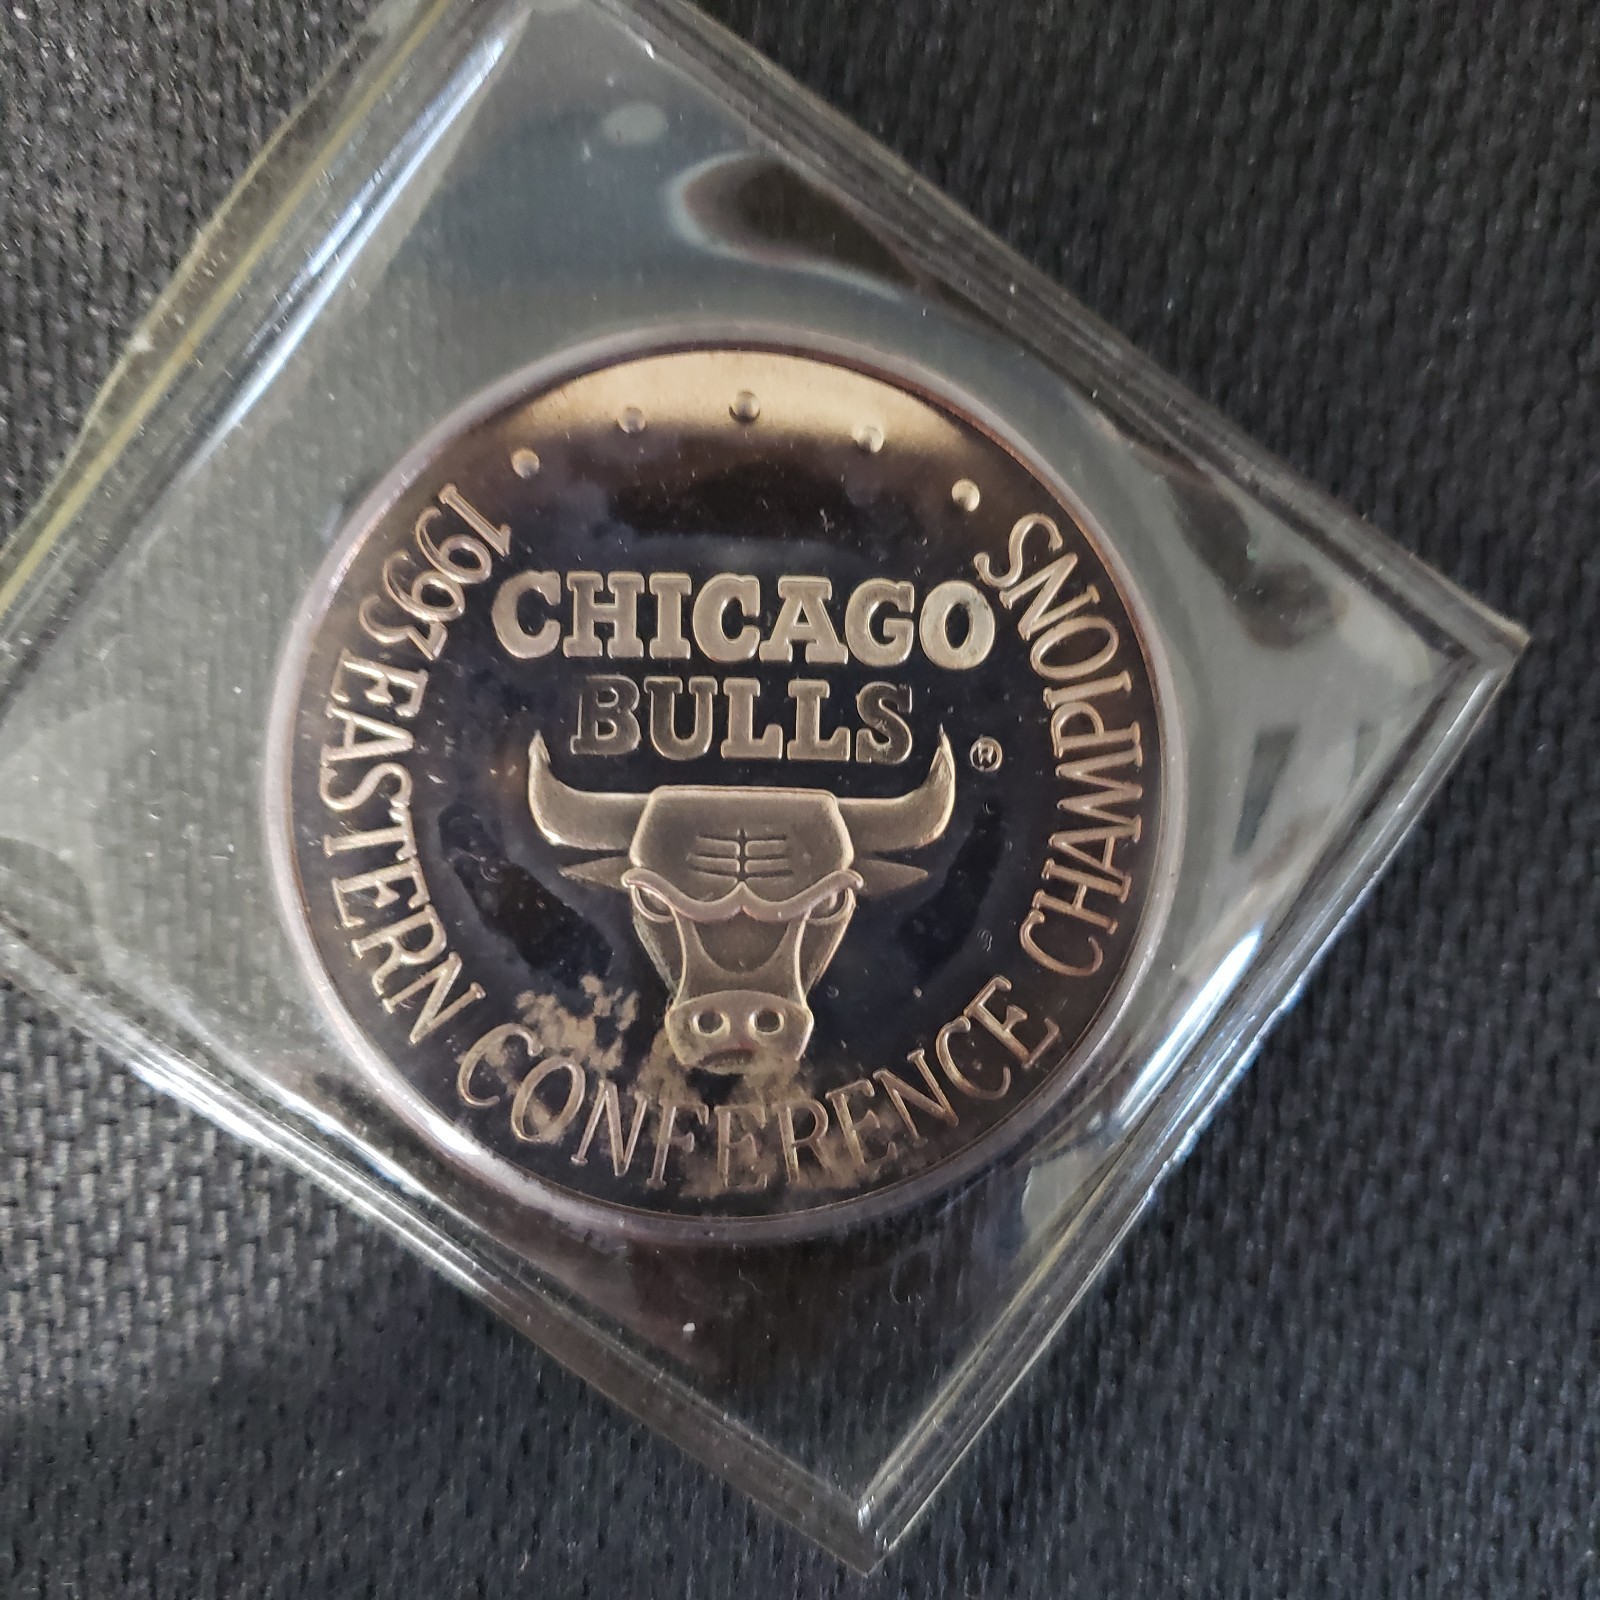 CHICAGO
BULLS
®
1993 EASTERN CONFERENCE CHAMPIONS